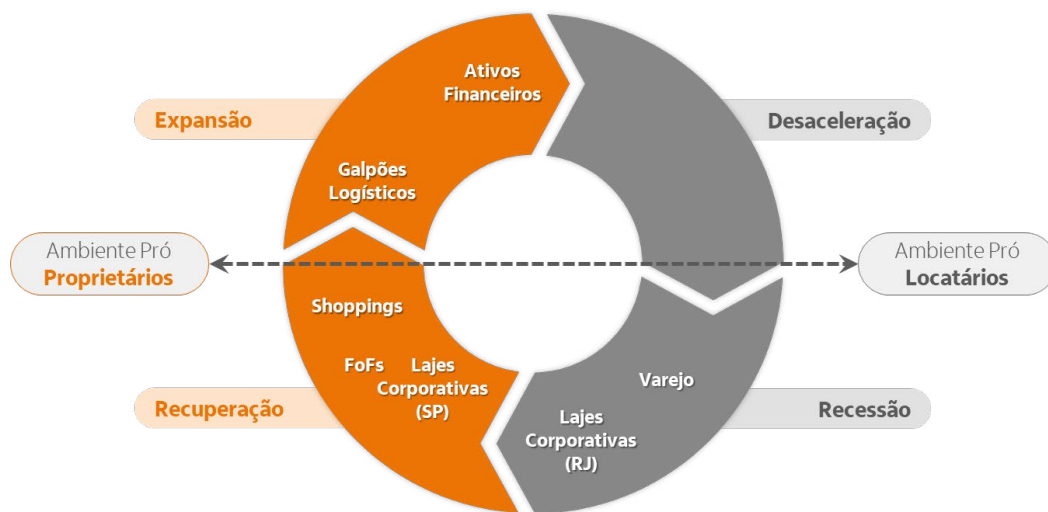 Ativos
Financeiros
Expansão
Desaceleração
Galpões
Logísticos
Ambiente Pró
Proprietários
Ambiente Pró
Locatários
Shoppings
FoFs
Lajes
Corporativas
(SP)
Varejo
Recuperação
Recessão
Lajes
Corporativas
(RJ)